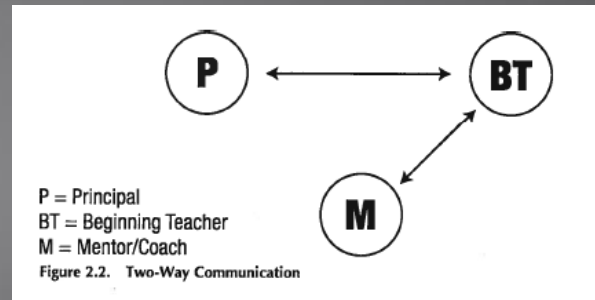 P
BT
M
P = Principal
BT = Beginning Teacher
M = Mentor/Coach
Figure 2.2. Two-Way Communication